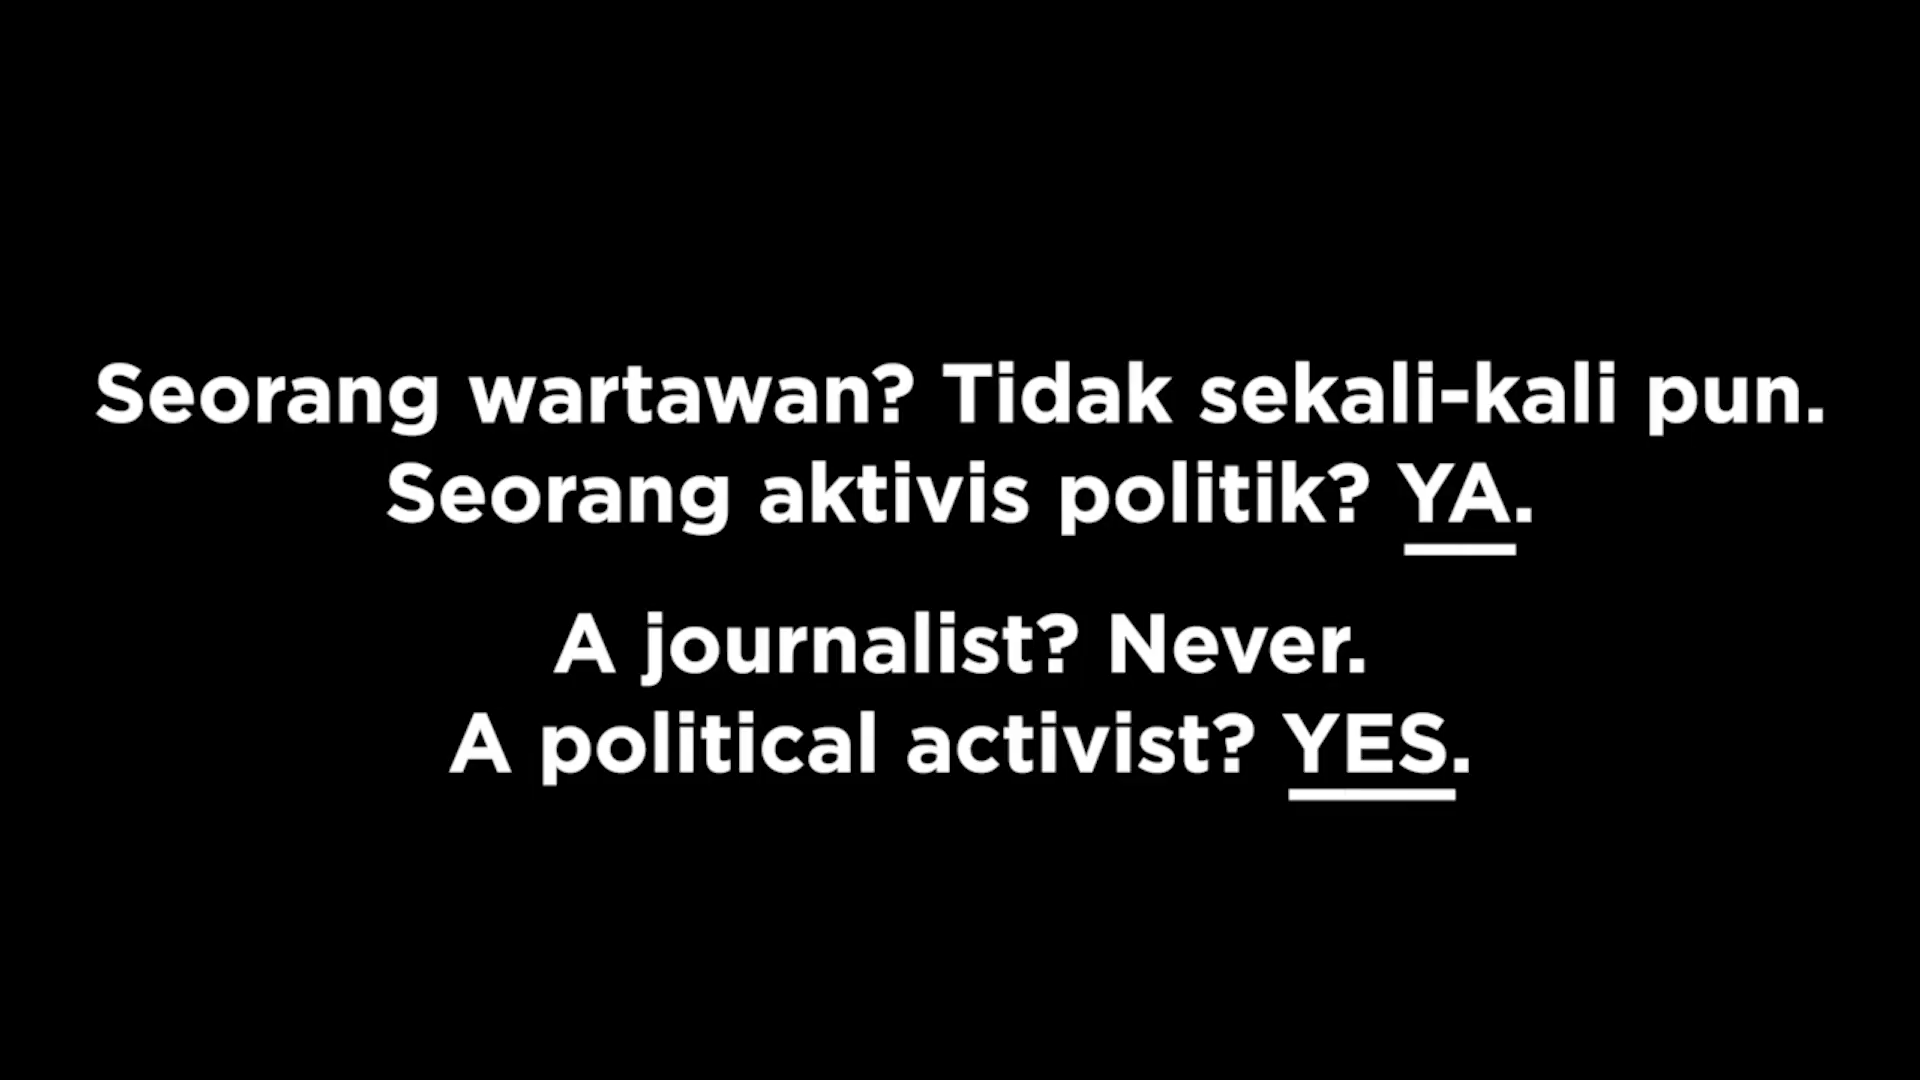 Seorang wartawan? Tidak sekali-kali pun.
Seorang aktivis politik? YA.
A journalist? Never.
A political activist? YES.